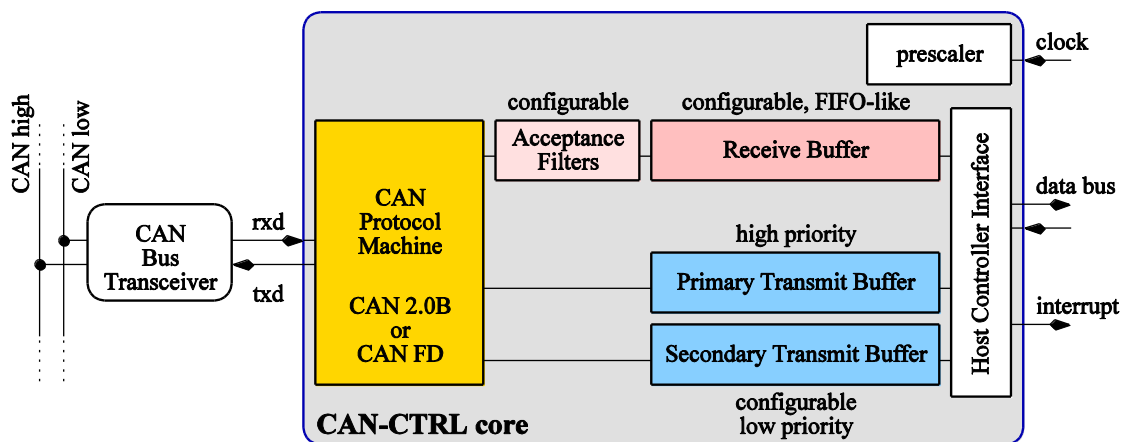 prescaler
clock
configurable
configurable, FIFO-like
CAN high
CAN low
Acceptance
Filters
Receive Buffer
CAN
Protocol
Machine
CAN 2.0B
or
CAN FD
Host Controller Interface
data bus
rxd
CAN
Bus
Transceiver
txd
high priority
Primary Transmit Buffer
interrupt
Secondary Transmit Buffer
configurable
low priority
CAN-CTRL core